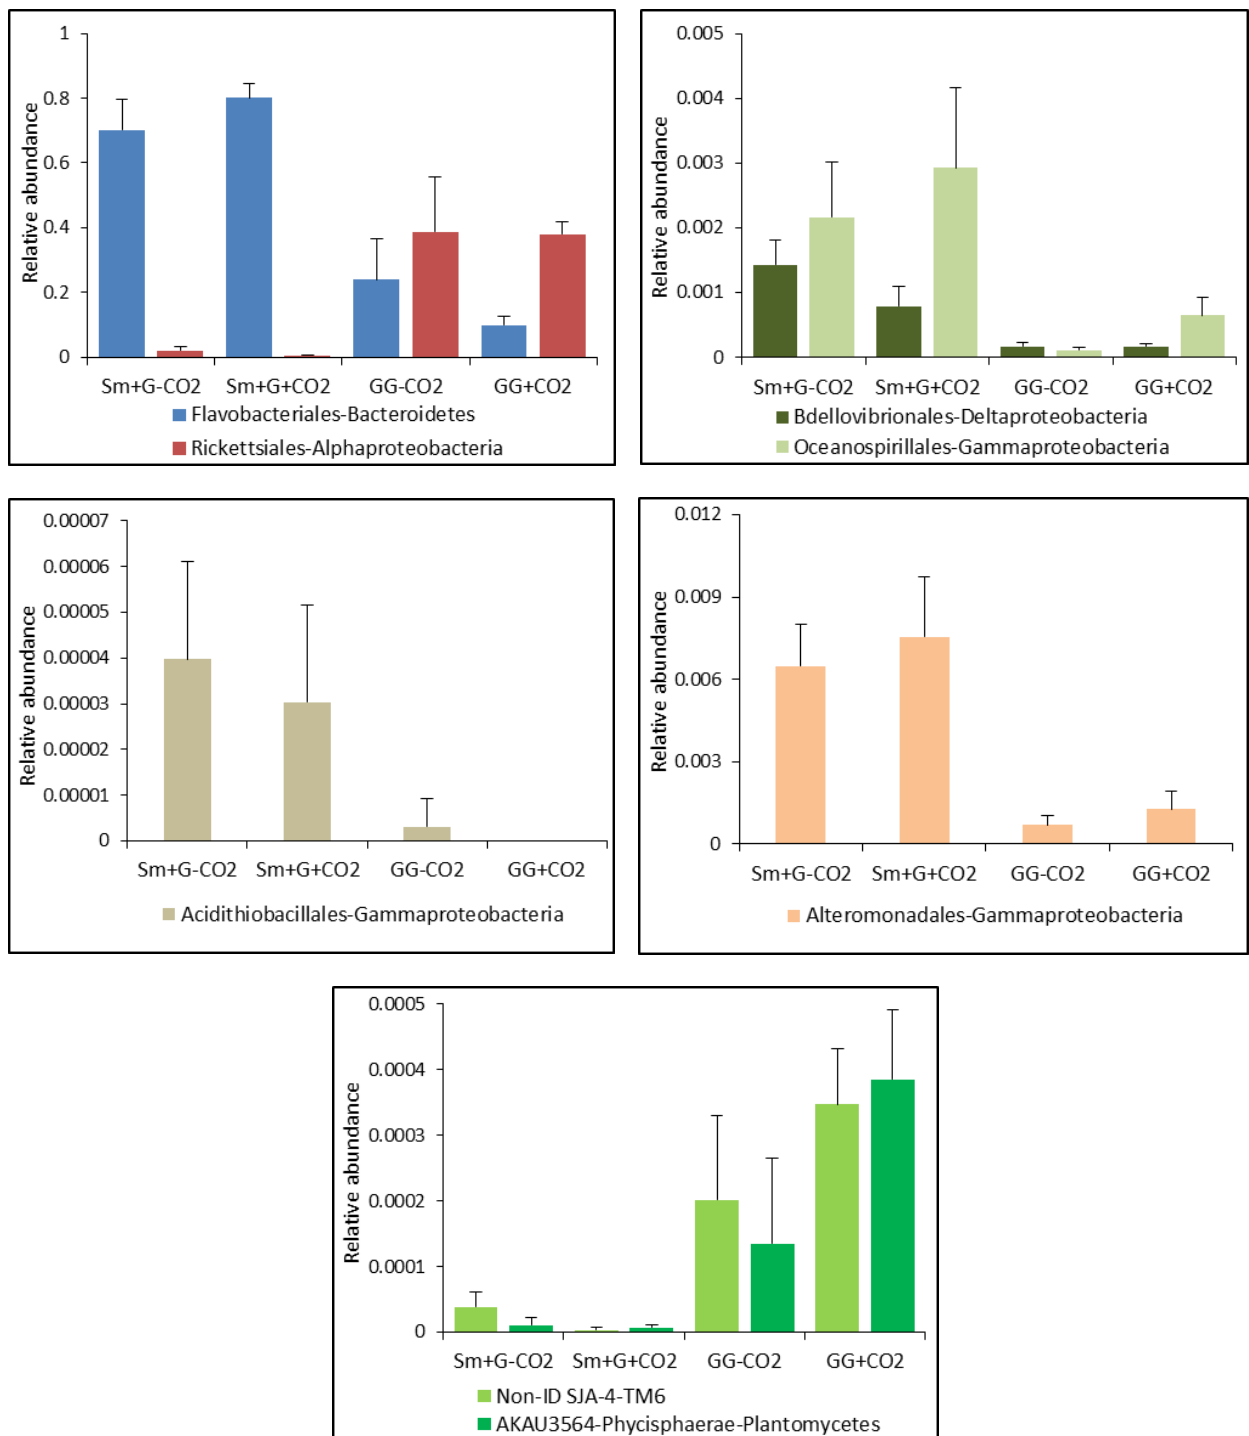 Relative abundance
1
0.8
0.6
0.4
0.2
0
Sm+G-CO2 Sm+G+CO2 GG-CO2 GG+CO2
Flavobacteriales-Bacteroidetes
Rickettsiales-Alphaproteobacteria
Relative abundance
0.005
0.004
0.003
0.002
0.001
0
Sm+G-CO2 Sm+G+CO2 GG-CO2 GG+CO2
Bdellovibrionales-Deltaproteobacteria
Oceanospirillales-Gammaproteobacteria
Relative abundance
0.00007
0.00006
0.00005
0.00004
0.00003
0.00002
0.00001
0
Sm+G-CO2 Sm+G+CO2 GG-CO2 GG+CO2
Acidithiobacillales-Gammaproteobacteria
Relative abundance
0.012
0.009
0.006
0.003
0
Sm+G-CO2 Sm+G+CO2 GG-CO2 GG+CO2
Alteromonadales-Gammaproteobacteria
Relative abundance
0.0005
0.0004
0.0003
0.0002
0.0001
0
Sm+G-CO2 Sm+G+CO2 GG-CO2 GG+CO2
Non-ID SJA-4-TM6
AKAU3564-Phycisphaerae-Plantomycetes